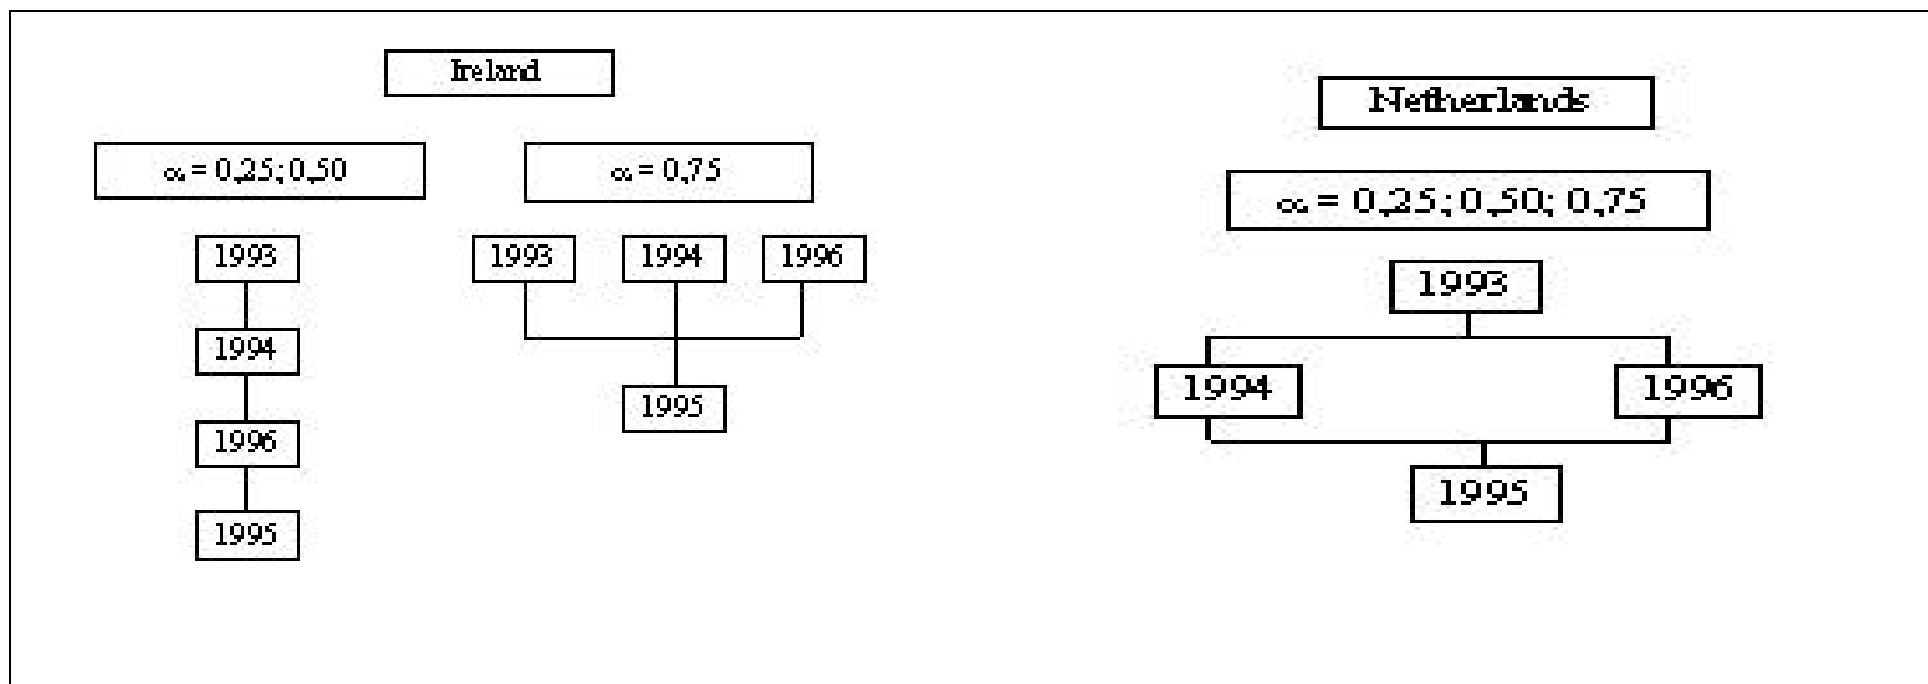 Ireland
α = 0,25; 0,50
α = 0,75
1993
1994
1996
1995
1993 1994 1996
1995
Netherlands
α = 0,25; 0,50; 0,75
1993
1994 1996
1995